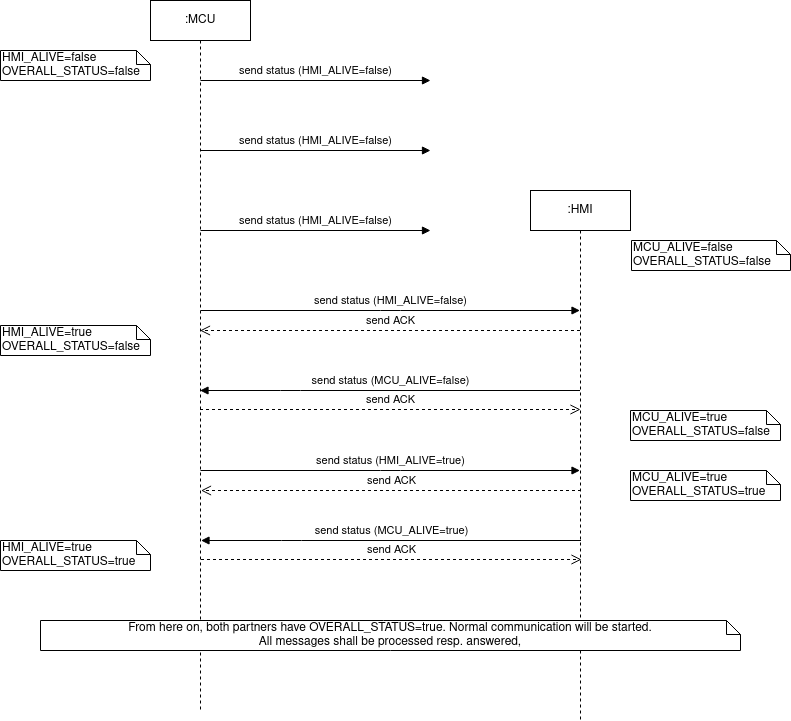 :MCU
HMI_ALIVE=false
OVERALL_STATUS=false
send status (HMI_ALIVE=false)
send status (HMI_ALIVE=false)
:HMI
send status (HMI_ALIVE=false)
MCU_ALIVE=false
OVERALL_STATUS=false
send status (HMI_ALIVE=false)
send ACK
HMI_ALIVE=true
OVERALL_STATUS=false
send status (MCU_ALIVE=false)
send ACK
MCU_ALIVE=true
OVERALL_STATUS=false
send status (HMI_ALIVE=true)
send ACK
MCU_ALIVE=true
OVERALL_STATUS=true
send status (MCU_ALIVE=true)
send ACK
HMI_ALIVE=true
OVERALL_STATUS=true
From here on, both partners have OVERALL_STATUS=true. Normal communication will be started.
All messages shall be processed resp. answered,